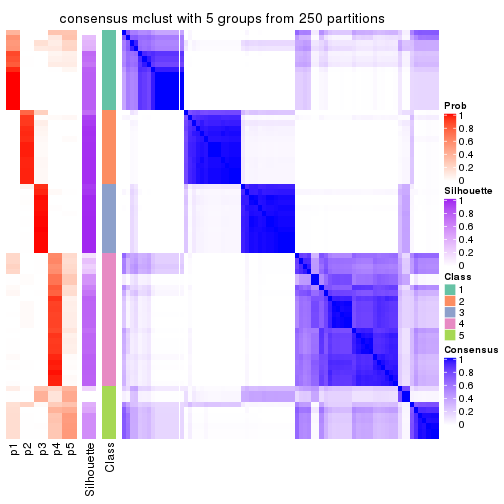 consensus mclust with 5 groups from 250 partitions
Prob
1
0.8
0.6
0.4
0.2
0
Silhouette
1
0.8
0.6
0.4
0.2
0
Class
1
2
3
4
5
Consensus
1
0.8
0.6
0.4
0.2
0
p1
p2
p3
p4
p5
Silhouette
Class